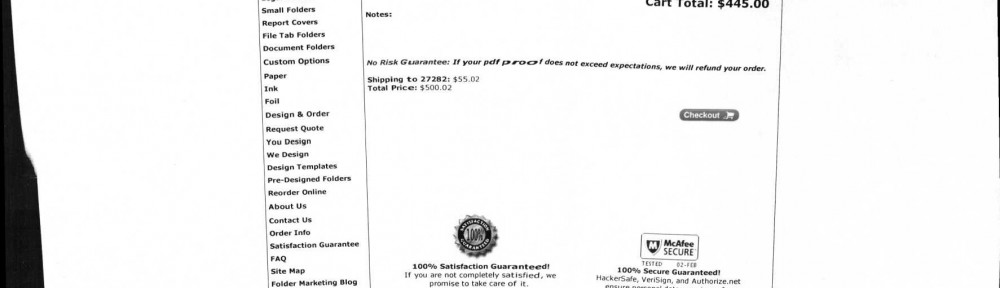 Small Folders
Report Covers
File Tab Folders
Document Folders
Custom Options
Paper
Ink
Foil
Design & Order
Request Quote
You Design
We Design
Design Templates
Pre-Designed Folders
Reorder Online
About Us
Contact Us
Order Info
Satisfaction Guarantee
FAQ
Site Map
Folder Marketing Blog
Cart Total: $445.00
Notes:
No Risk Guarantee: If your pdf proof does not exceed expectations, we will refund your order.
Shipping to 27282: $55.02
Total Price: $500.02
Checkout
SATISFACTION
100%
100% Satisfaction Guaranteed!
If you are not completely satisfied, we
promise to take care of it.
McAfee
SECURE
TESTED 02-FEB
100% Secure Guaranteed!
HackerSafe, VeriSign, and Authorize.net